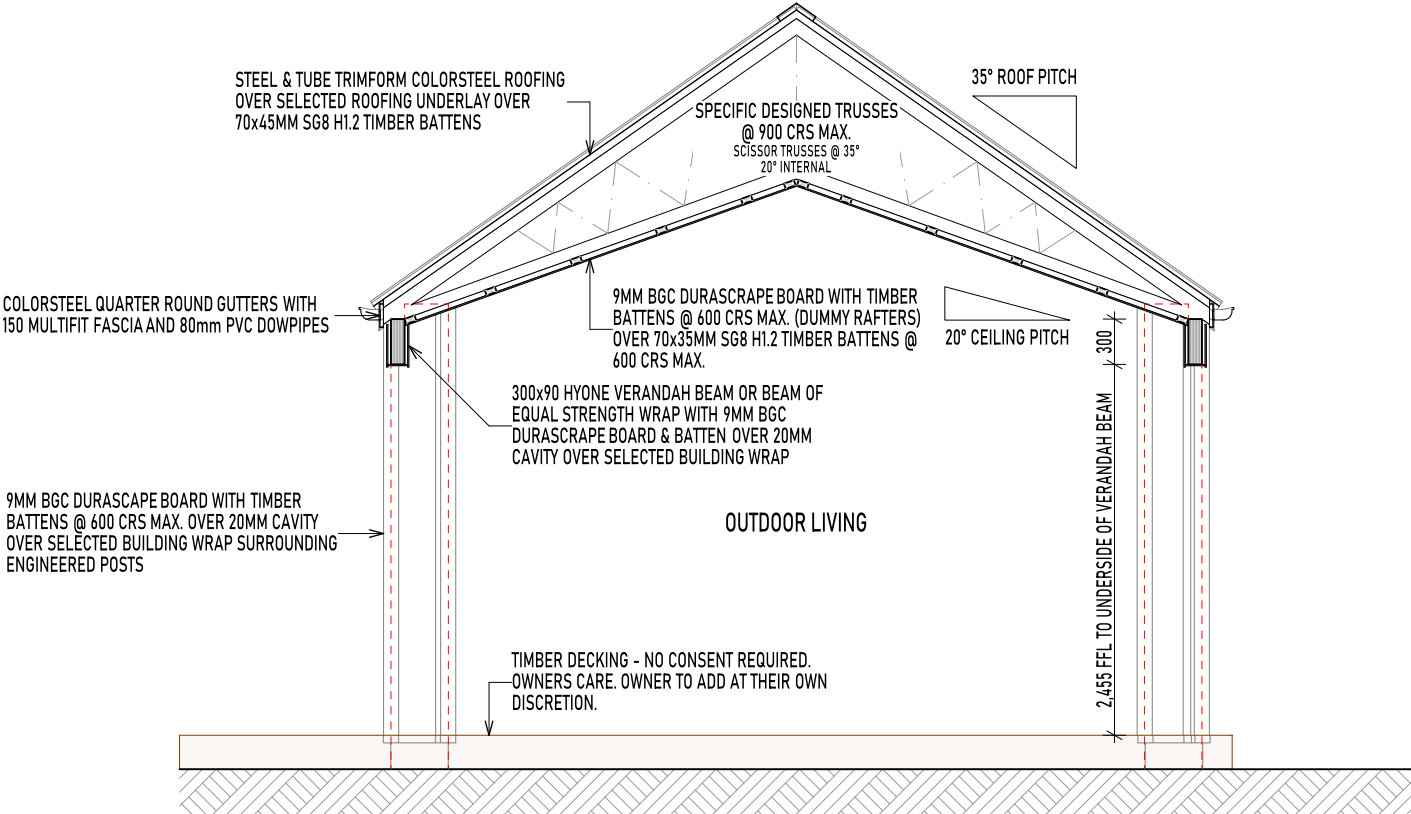 STEEL & TUBE TRIMFORM COLORSTEEL ROOFING
OVER SELECTED ROOFING UNDERLAY OVER
70x45MM SG8 H1.2 TIMBER BATTENS
35° ROOF PITCH
SPECIFIC DESIGNED TRUSSES
@ 900 CRS MAX.
SCISSOR TRUSSES @ 35°
20° INTERNAL
COLORSTEEL QUARTER ROUND GUTTERS WITH
150 MULTIFIT FASCIA AND 80mm PVC DOWPIPES
9MM BGC DURASCRAPE BOARD WITH TIMBER
BATTENS @ 600 CRS MAX. (DUMMY RAFTERS)
OVER 70x35MM SG8 H1.2 TIMBER BATTENS @
600 CRS MAX.
20° CEILING PITCH
300
300x90 HYONE VERANDAH BEAM OR BEAM OF
EQUAL STRENGTH WRAP WITH 9MM BGC
DURASCRAPE BOARD & BATTEN OVER 20MM
CAVITY OVER SELECTED BUILDING WRAP
9MM BGC DURASCAPE BOARD WITH TIMBER
BATTENS @ 600 CRS MAX. OVER 20MM CAVITY
OVER SELECTED BUILDING WRAP SURROUNDING
ENGINEERED POSTS
OUTDOOR LIVING
2,455 FFL TO UNDERSIDE OF VERANDAH BEAM
TIMBER DECKING - NO CONSENT REQUIRED.
OWNERS CARE. OWNER TO ADD AT THEIR OWN
DISCRETION.